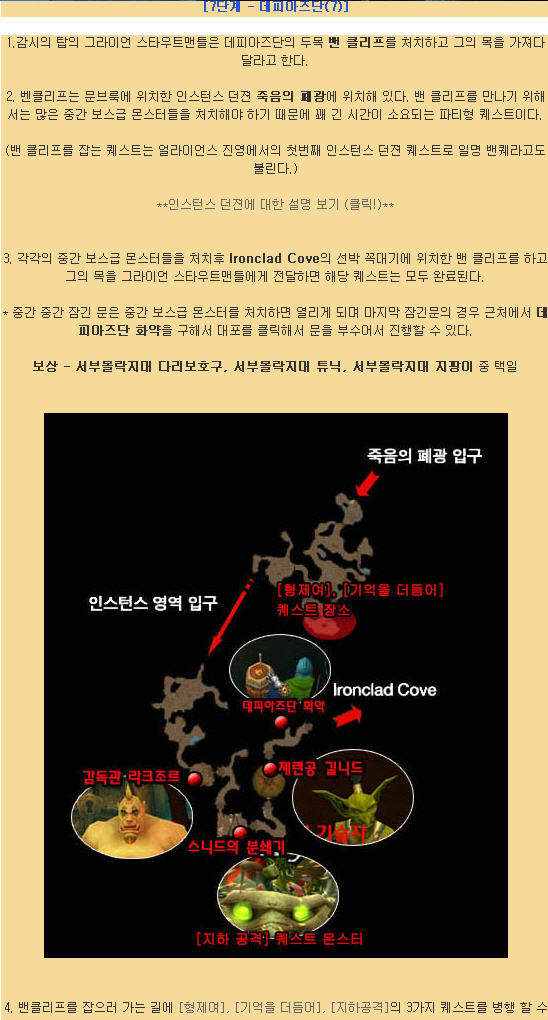 [7단계 - 데피아즈단(7)]
1.감시의 탑의 그라이언 스타우트맨들은 데피아즈단의 두목 밴 클리프를 처치하고 그의 목을 가져다
달라고 한다.
2. 벤클리프는 문브룩에 위치한 인스턴스 던젼 죽음의 폐광에 위치해 있다. 밴 클리프를 만나기 위해
서는 많은 중간 보스급 몬스터들을 처치해야 하기 때문에 꽤 긴 시간이 소요되는 파티형 퀘스트이다.
(밴 클리프를 잡는 퀘스트는 얼라이언스 진영에서의 첫번째 인스턴스 던젼 퀘스트로 일명 밴퀘라고도
불린다.)
**인스턴스 던젼에 대한 설명 보기 (클릭!)**
3. 각각의 중간 보스급 몬스터들을 처치후 Ironclad Cove의 선박 꼭대기에 위치한 밴 클리프를 하고
그의 목을 그라이언 스타우트맨들에게 전달하면 해당 퀘스트는 모두 완료된다.
* 중간 중간 잠긴 문은 중간 보스급 몬스터를 처치하면 열리게 되며 마지막 잠긴문의 경우 근처에서 데
피아즈단 화약을 구해서 대포를 클릭해서 문을 부수어서 진행할 수 있다.
보상 - 서부몰락지대 다리보호구, 서부몰락지대 튜닉, 서부몰락지대 지팡이 중 택일
죽음의 폐광 입구
[형제여], [기억을 더듬어]
퀘스트 장소
인스턴스 영역 입구
Ironclad Cove
데피아즈단 화약
제련공 길니드
감독관 라크조르
기술자
스니드의 분쇄기
[지하 공격] 퀘스트 몬스터
4. 밴클리프를 잡으러 가는 길에 [형제여], [기억을 더듬어], [지하공격]의 3가지 퀘스트를 병행 할 수